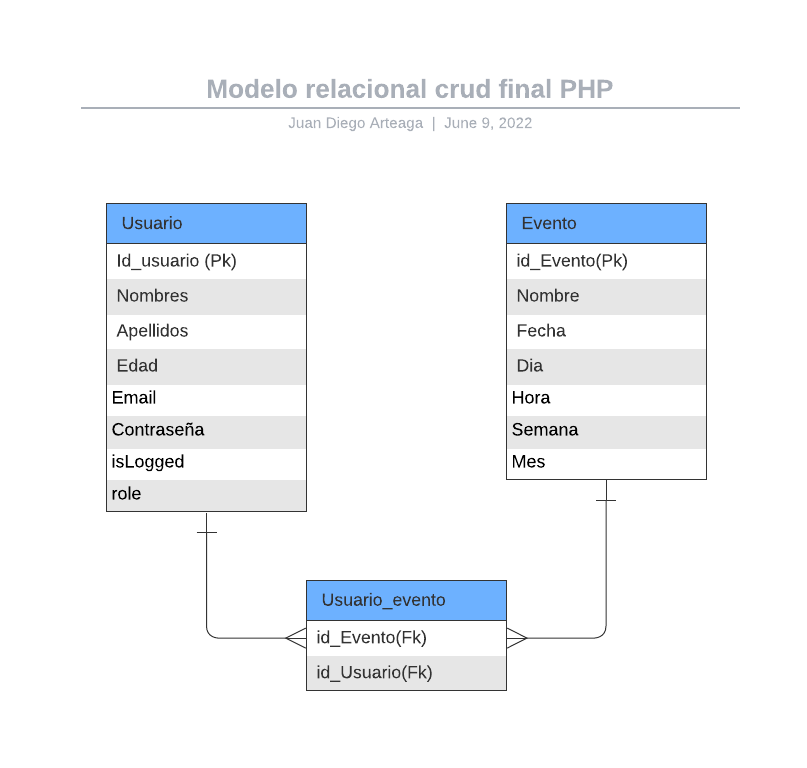 Modelo relacional crud final PHP
Juan Diego Arteaga | June 9, 2022
Usuario
Id_usuario (Pk)
Nombres
Apellidos
Edad
Email
Contraseña
isLogged
role
Evento
id_Evento(Pk)
Nombre
Fecha
Dia
Hora
Semana
Mes
Usuario_evento
id_Evento(Fk)
id_Usuario(Fk)